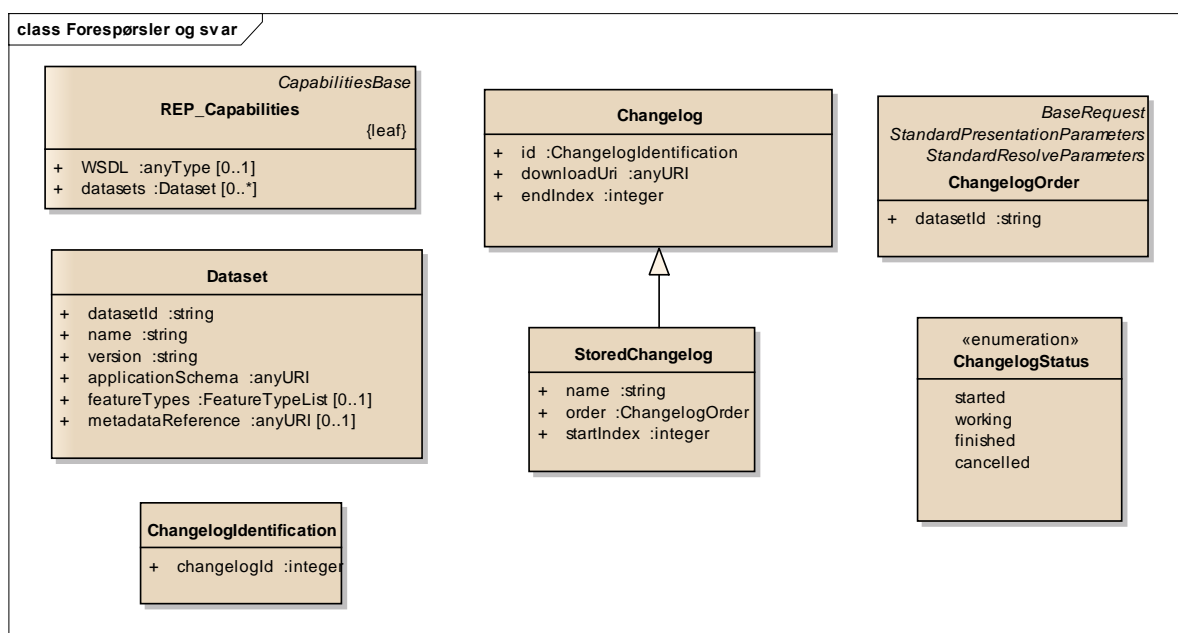 class Forespørsler og svar
CapabilitiesBase
REP_Capabilities
{leaf}
+ WSDL :anyType [0..1]
+ datasets :Dataset [0..*]
Dataset
+ datasetId :string
+ name :string
+ version :string
+ applicationSchema :anyURI
+ featureTypes :FeatureTypeList [0..1]
+ metadataReference :anyURI [0..1]
ChangelogIdentification
+ changelogId :integer
Changelog
+ id :ChangelogIdentification
+ downloadUri :anyURI
+ endIndex :integer
StoredChangelog
+ name :string
+ order :ChangelogOrder
+ startIndex :integer
BaseRequest
StandardPresentationParameters
StandardResolveParameters
ChangelogOrder
+ datasetId :string
«enumeration»
ChangelogStatus
started
working
finished
cancelled